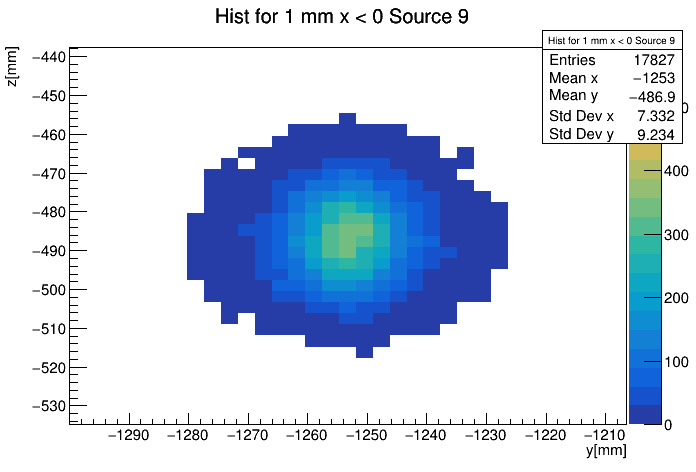 Hist for 1 mm x < 0 Source 9
z[mm]
−440
−450
−460
−470
−480
−490
−500
−510
−520
−530
−1290
−1280
−1270
−1260
−1250
−1240
−1230
−1220
−1210
y[mm]
Hist for 1 mm x < 0 Source 9
Entries 17827
Mean x −1253
Mean y −486.9
Std Dev x 7.332
Std Dev y 9.234
0
400
300
200
100
0